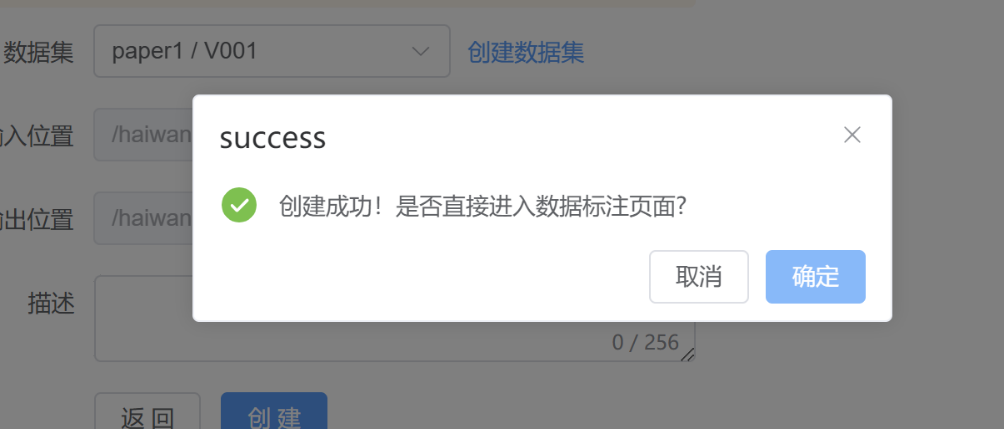 数据集 paper1 / V001 创建数据集
success
入位置 /haiwan
创建成功！是否直接进入数据标注页面?
出位置 /haiwan
取消 确定
描述
0 / 256
返 回 创 建